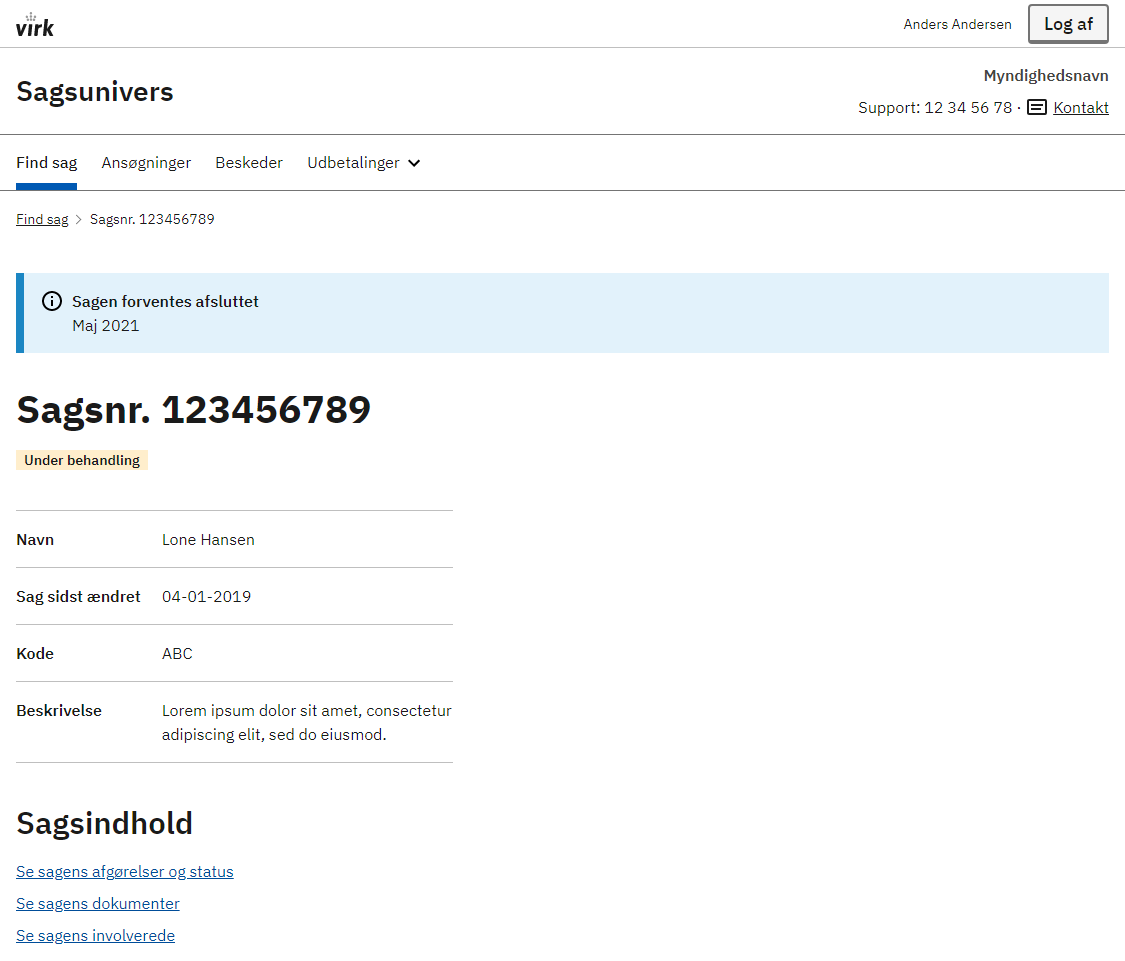 virk
Anders Andersen
Log af
Sagsunivers
Myndighedsnavn
Support: 12 34 56 78 · Kontakt
Find sag
Ansøgninger
Beskeder
Udbetalinger
Find sag > Sagsnr. 123456789
Sagen forventes afsluttet
Maj 2021
Sagsnr. 123456789
Under behandling
Navn Lone Hansen
Sag sidst ændret 04-01-2019
Kode ABC
Beskrivelse Lorem ipsum dolor sit amet, consectetur
adipiscing elit, sed do eiusmod.
Sagsindhold
Se sagens afgørelser og status
Se sagens dokumenter
Se sagens involverede